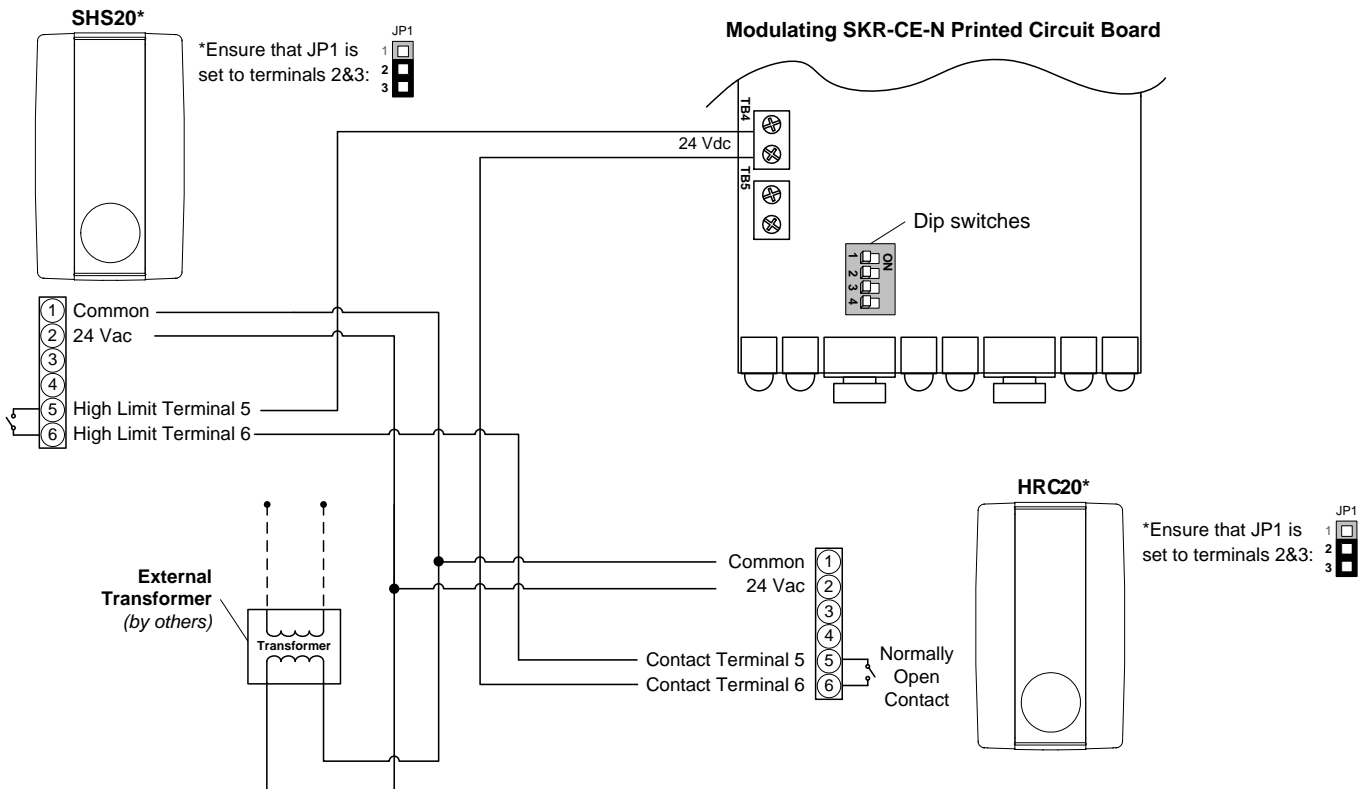 SHS20*
*Ensure that JP1 is
set to terminals 2&3:
JP1
1
2
3
Modulating SKR-CE-N Printed Circuit Board
TB4
24 Vdc
TB5
Dip switches
ON
1
2
3
4
1 Common
2 24 Vac
3
4
5 High Limit Terminal 5
6 High Limit Terminal 6
External
Transformer
(by others)
Transformer
Common 1
24 Vac 2
3
4
Contact Terminal 5 5
Contact Terminal 6 6
Normally
Open
Contact
HRC20*
*Ensure that JP1 is
set to terminals 2&3:
JP1
1
2
3